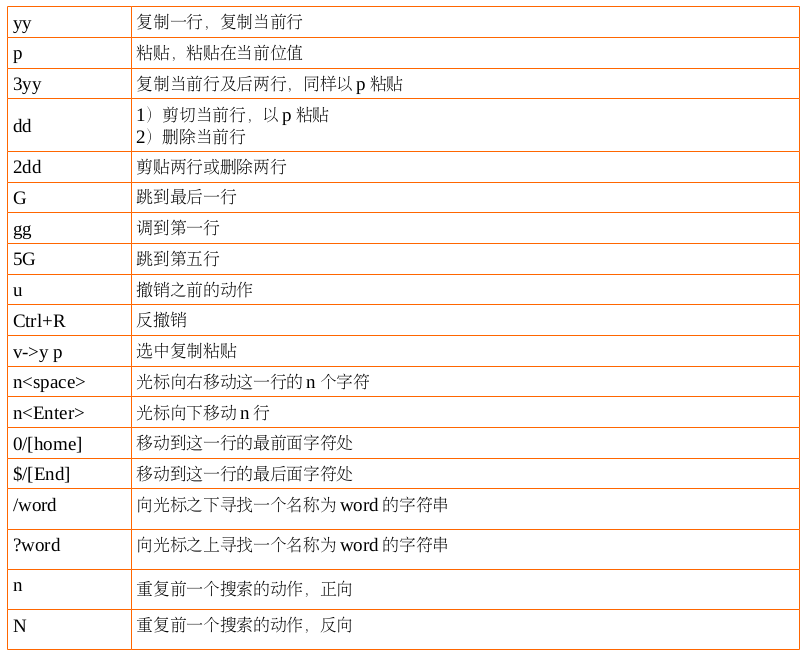 yy 复制一行，复制当前行
p 粘贴，粘贴在当前位值
3yy 复制当前行及后两行，同样以 p 粘贴
dd 1）剪切当前行，以 p 粘贴
2）删除当前行
2dd 剪贴两行或删除两行
G 跳到最后一行
gg 调到第一行
5G 跳到第五行
u 撤销之前的动作
Ctrl+R 反撤销
v->y p 选中复制粘贴
n<space> 光标向右移动这一行的 n 个字符
n<Enter> 光标向下移动 n 行
0/[home] 移动到这一行的最前面字符处
$/[End] 移动到这一行的最后面字符处
/word 向光标之下寻找一个名称为 word 的字符串
?word 向光标之上寻找一个名称为 word 的字符串
n 重复前一个搜索的动作，正向
N 重复前一个搜索的动作，反向